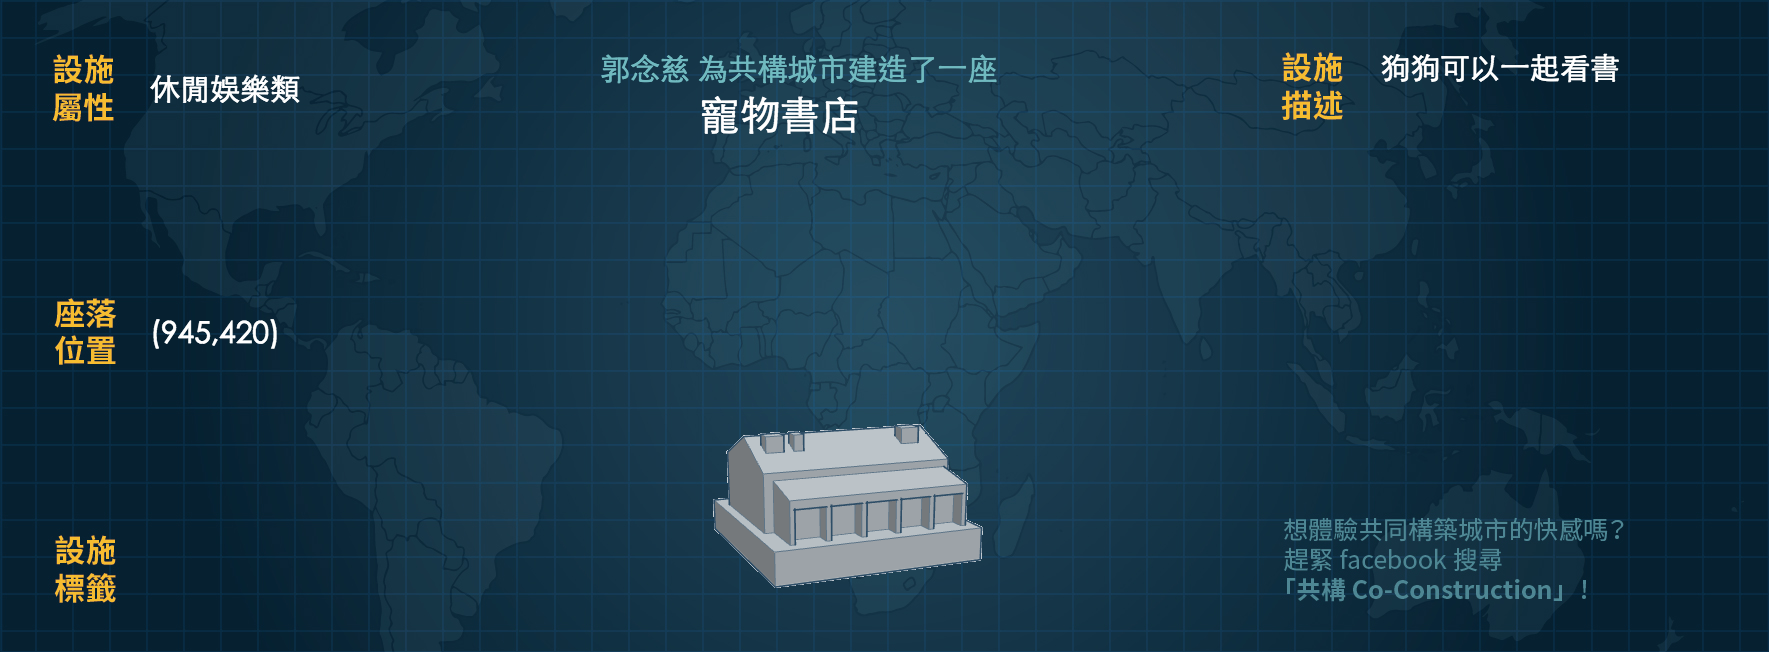 設施
屬性
休閒娛樂類
郭念慈 為共構城市建造了一座
寵物書店
設施
描述
狗狗可以一起看書
座落
位置
(945,420)
設施
標籤
想體驗共同構築城市的快感嗎？
趕緊 facebook 搜尋
「共構 Co-Construction」！